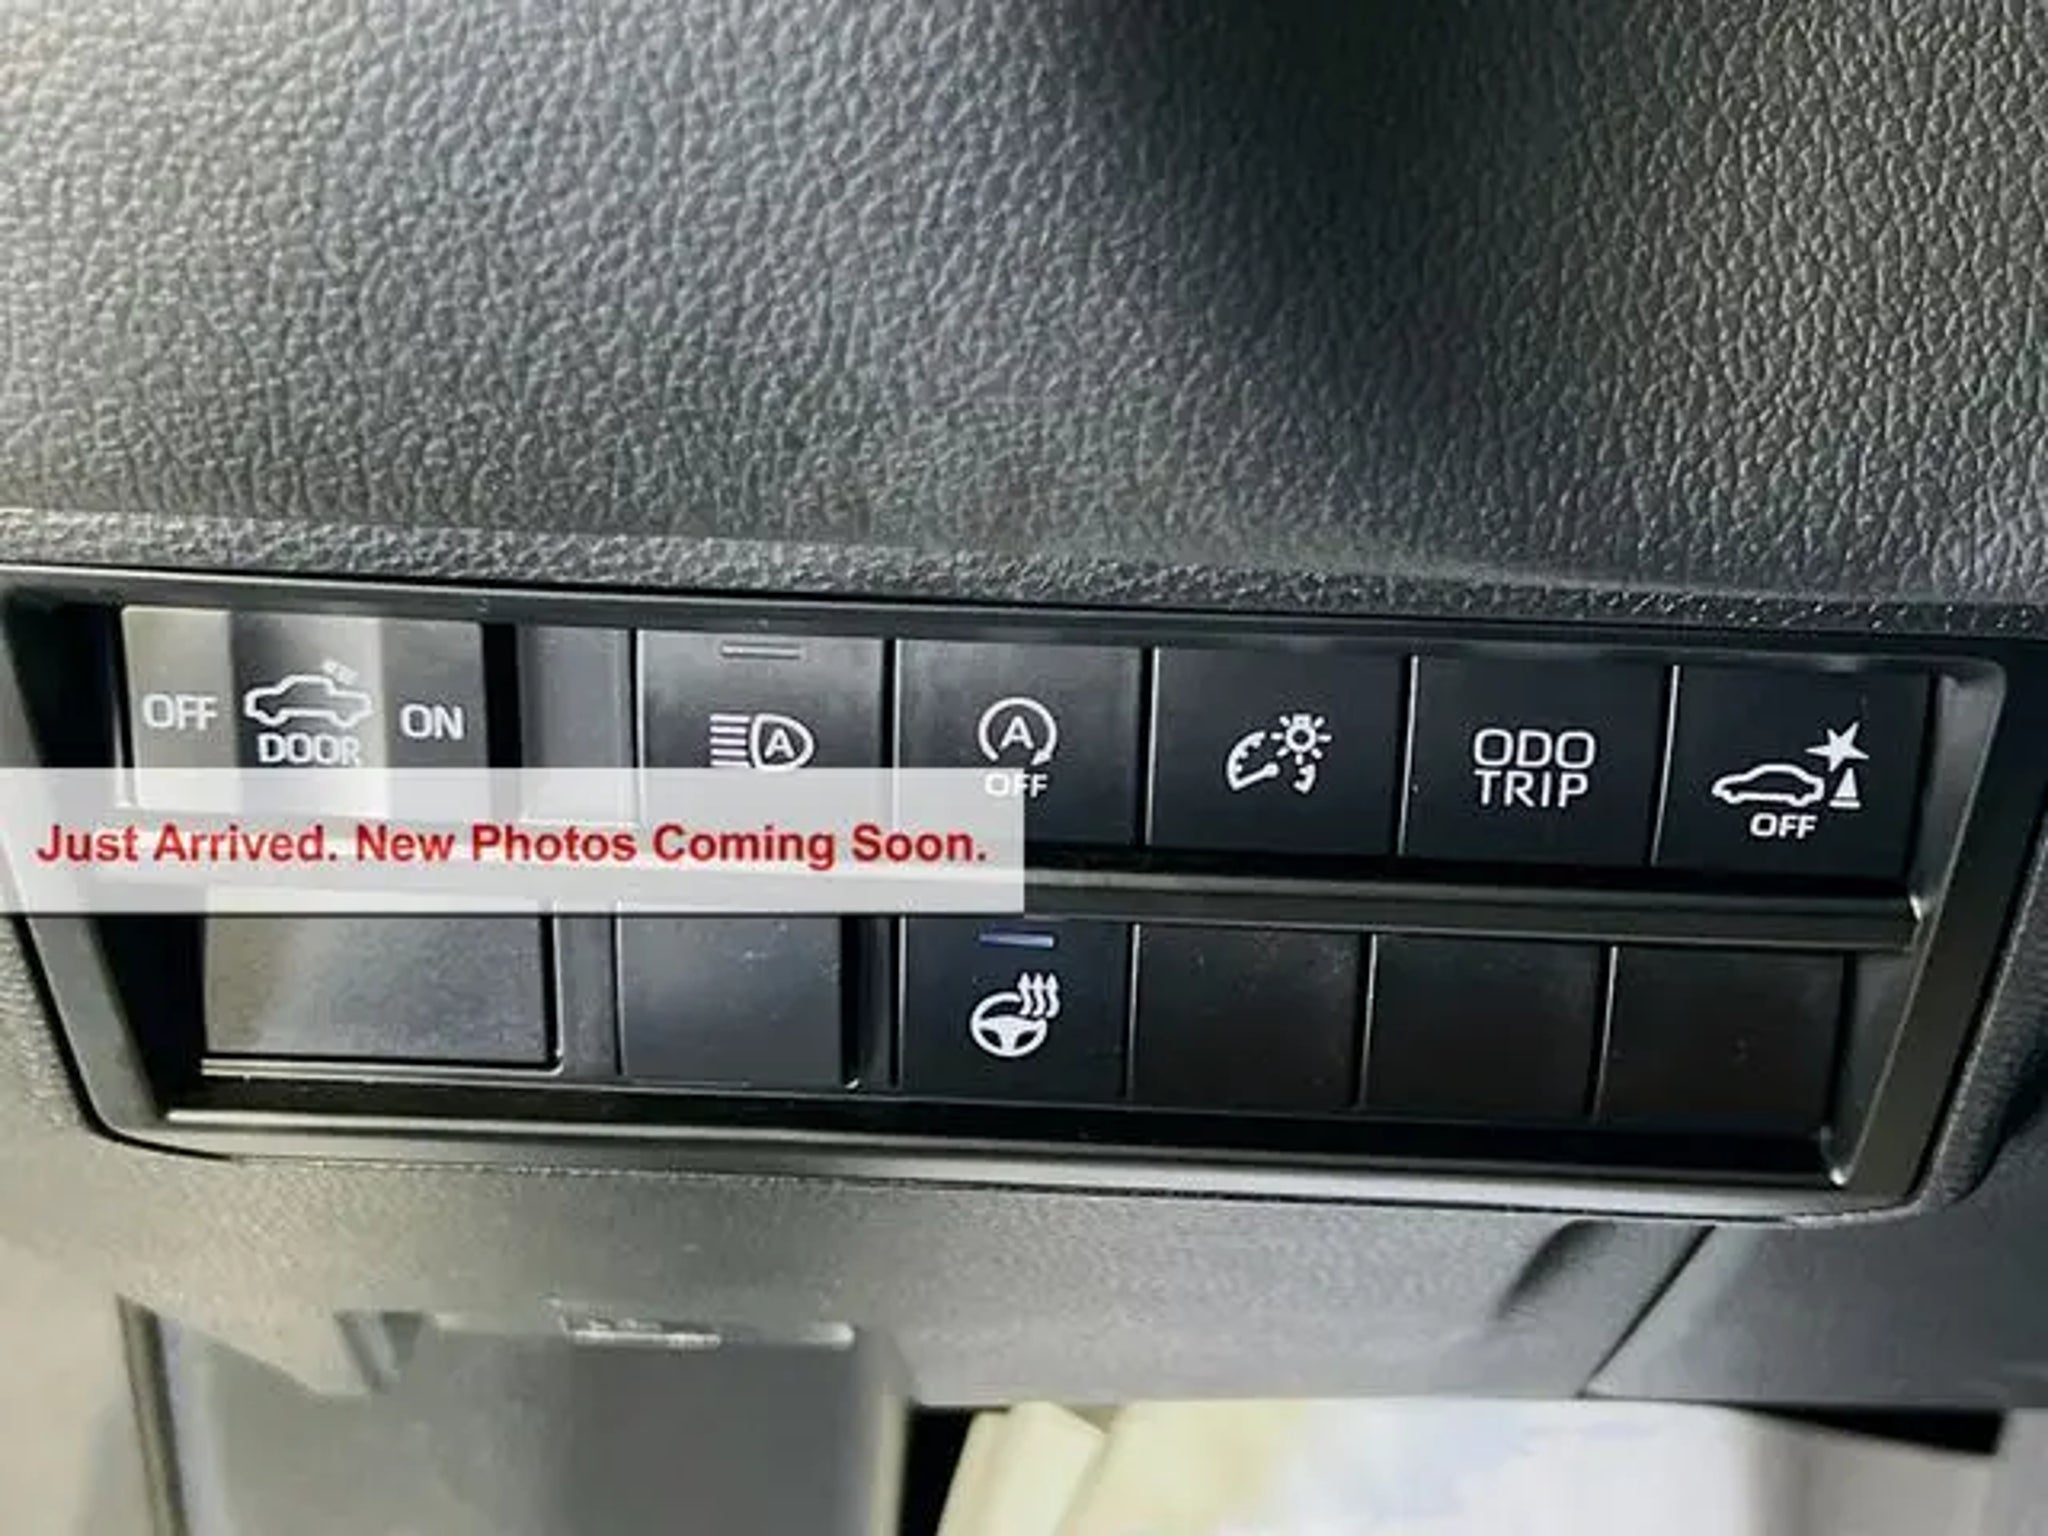 OFF DOOR ON
A
A
OFF
ODO
TRIP
OFF
Just Arrived. New Photos Coming Soon.